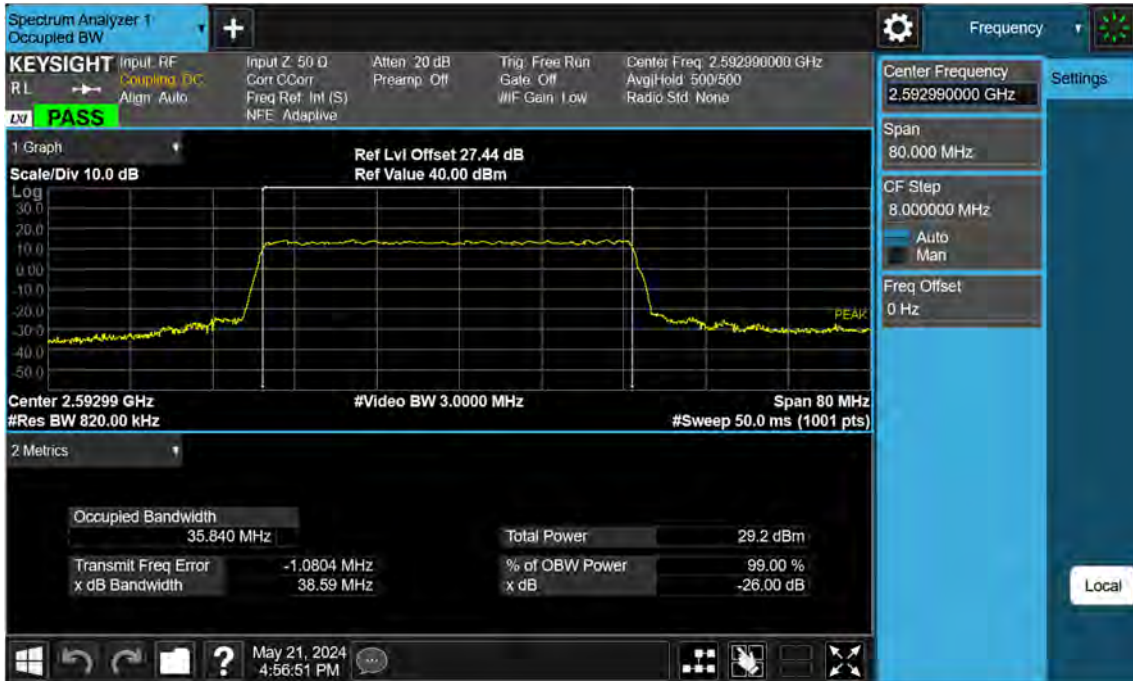 Spectrum Analyzer 1
Occupied BW
+
Frequency
KEYSIGHT
RL
LXI
PASS
Input: RF
Coupling: DC
Align: Auto
Input Z: 50 Ω
Corr CCorr
Freq Ref: Int (S)
NFE: Adaptive
Atten: 20 dB
Preamp: Off
Trig: Free Run
Gate: Off
#IF Gain: Low
Center Freq: 2.592990000 GHz
Avg|Hold: 500/500
Radio Std: None
Center Frequency
2.592990000 GHz
Settings
Span
80.000 MHz
CF Step
8.000000 MHz
Auto
Man
Freq Offset
0 Hz
Local
1 Graph
Scale/Div 10.0 dB
Ref Lvl Offset 27.44 dB
Ref Value 40.00 dBm
Log
30.0
20.0
10.0
0.00
-10.0
-20.0
-30.0
-40.0
-50.0
PEAK
Center 2.59299 GHz
#Video BW 3.0000 MHz
Span 80 MHz
#Res BW 820.00 kHz
#Sweep 50.0 ms (1001 pts)
2 Metrics
Occupied Bandwidth
35.840 MHz
Total Power 29.2 dBm
Transmit Freq Error -1.0804 MHz
% of OBW Power 99.00 %
x dB Bandwidth 38.59 MHz
x dB -26.00 dB
?
May 21, 2024
4:56:51 PM